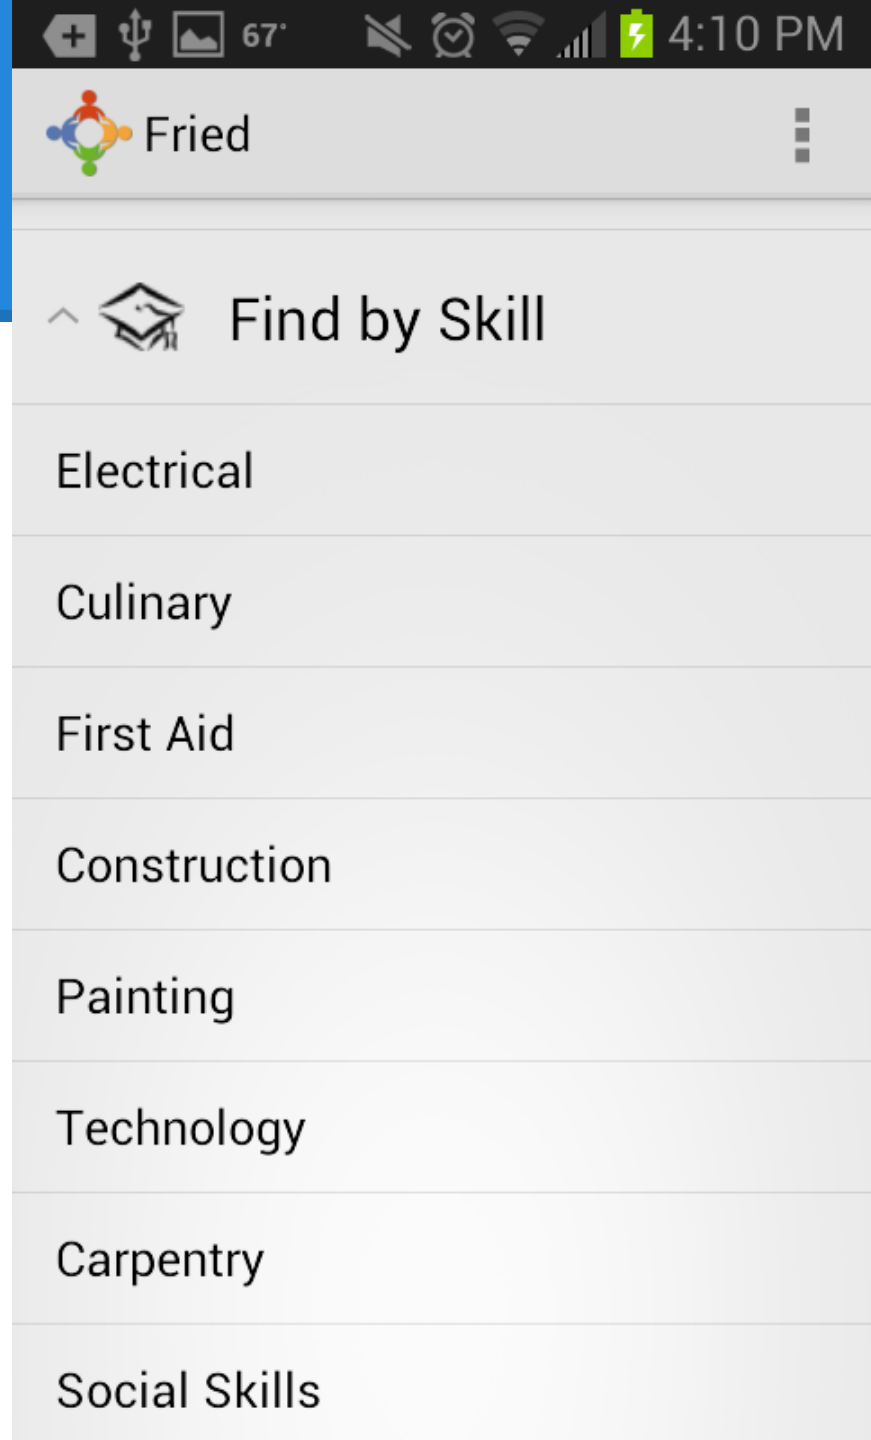 67° 4:10 PM
Fried
Find by Skill
Electrical
Culinary
First Aid
Construction
Painting
Technology
Carpentry
Social Skills